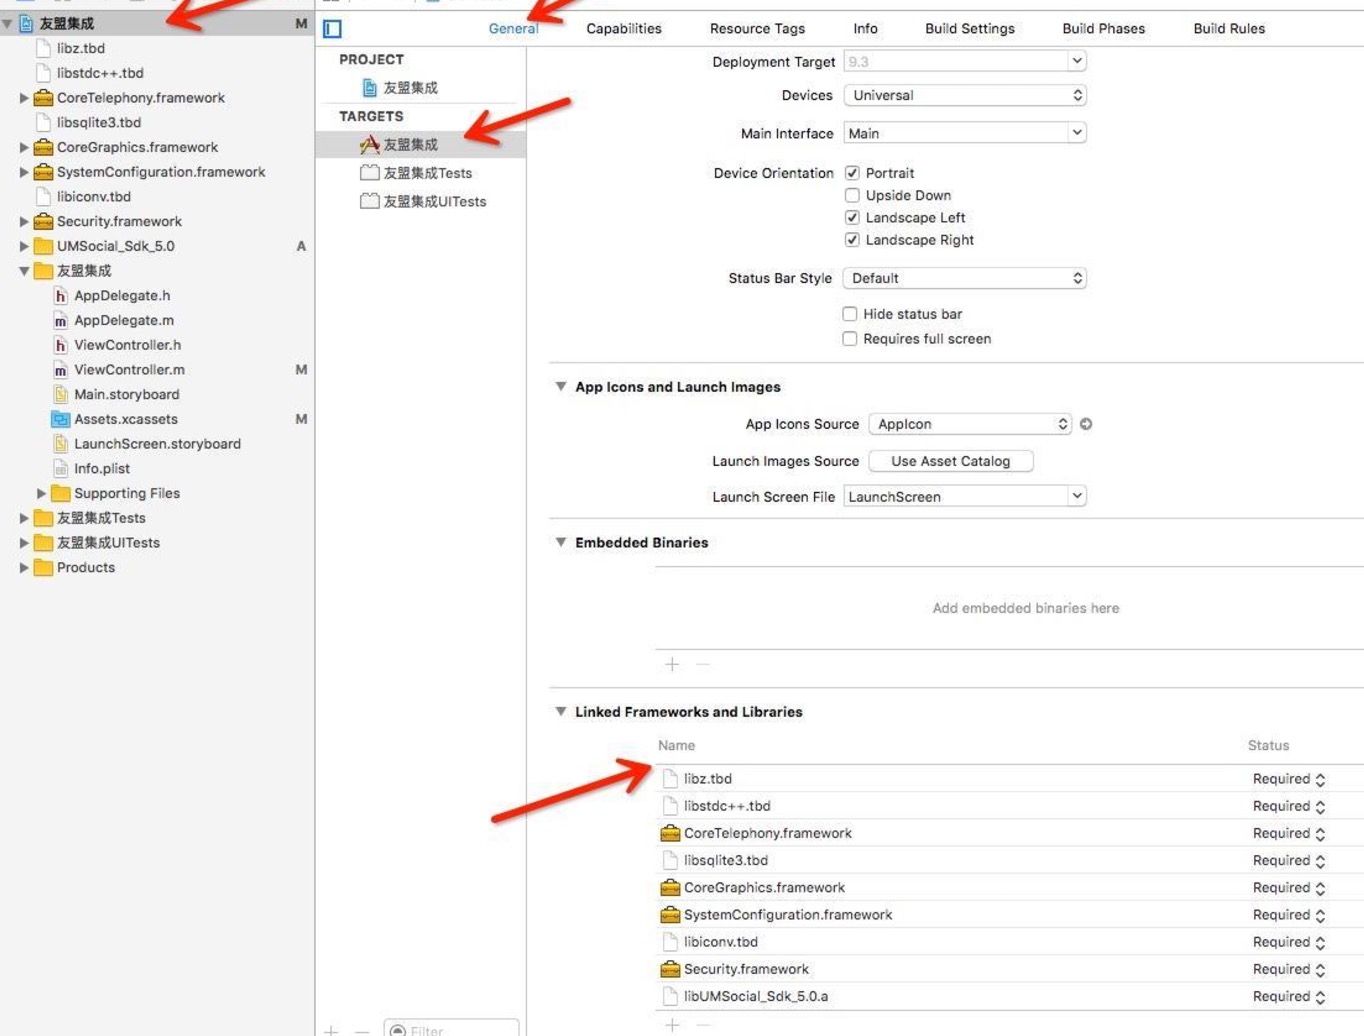 友盟集成 M
libz.tbd
libstdc++.tbd
CoreTelephony.framework
libsqlite3.tbd
CoreGraphics.framework
SystemConfiguration.framework
libiconv.tbd
Security.framework
UMSocial_Sdk_5.0 A
友盟集成
AppDelegate.h
AppDelegate.m
ViewController.h
ViewController.m M
Main.storyboard
Assets.xcassets M
LaunchScreen.storyboard
Info.plist
Supporting Files
友盟集成Tests
友盟集成UITests
Products
General Capabilities Resource Tags Info Build Settings Build Phases Build Rules
PROJECT
友盟集成
TARGETS
友盟集成
友盟集成Tests
友盟集成UITests
Filter
Deployment Target 9.3
Devices Universal
Main Interface Main
Device Orientation Portrait
Upside Down
Landscape Left
Landscape Right
Status Bar Style Default
Hide status bar
Requires full screen
App Icons and Launch Images
App Icons Source AppIcon
Launch Images Source Use Asset Catalog
Launch Screen File LaunchScreen
Embedded Binaries
Add embedded binaries here
Linked Frameworks and Libraries
Name Status
libz.tbd Required
libstdc++.tbd Required
CoreTelephony.framework Required
libsqlite3.tbd Required
CoreGraphics.framework Required
SystemConfiguration.framework Required
libiconv.tbd Required
Security.framework Required
libUMSocial_Sdk_5.0.a Required